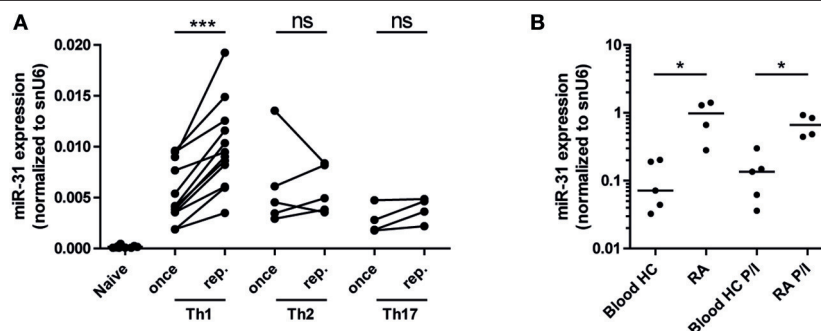 A
miR-31 expression
(normalized to snU6)
0.020
0.015
0.010
0.005
0.000
*** ns ns
Naive once rep. once rep. once rep.
Th1 Th2 Th17
B
miR-31 expression
(normalized to snU6)
10
1
0.1
0.01
* *
Blood HC RA Blood HC P/I RA P/I